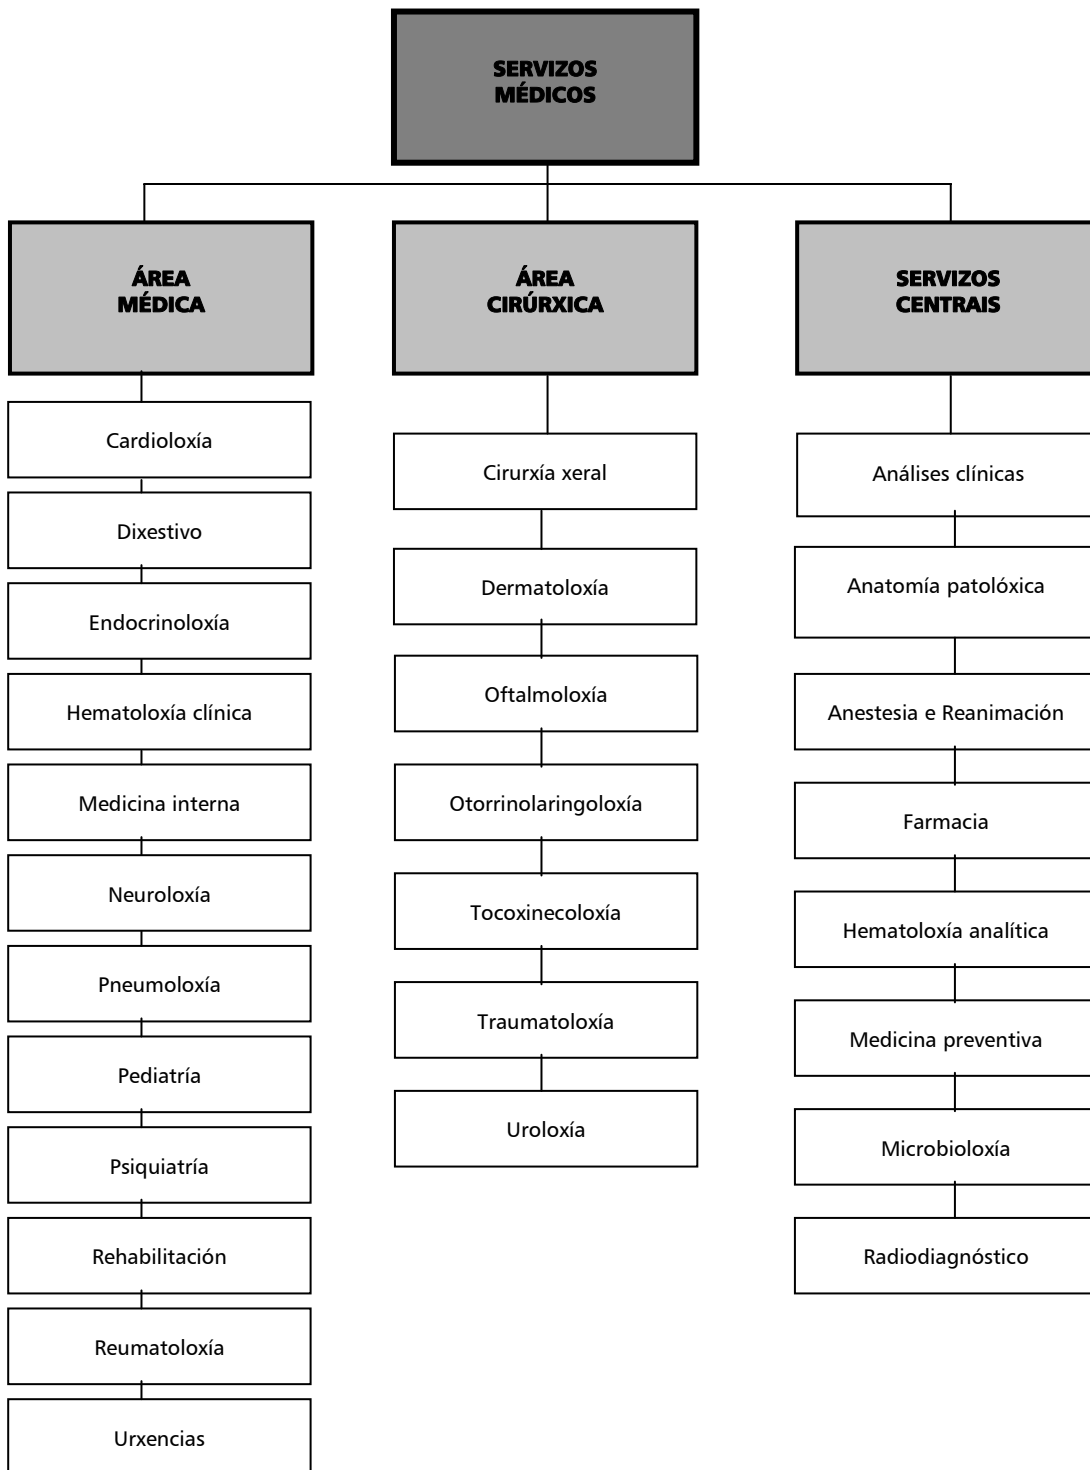 SERVIZOS
MÉDICOS
ÁREA
MÉDICA
Cardioloxía
Dixestivo
Endocrinoloxía
Hematoloxía clínica
Medicina interna
Neuroloxía
Pneumoloxía
Pediatría
Psiquiatría
Rehabilitación
Reumatoloxía
Urxencias
ÁREA
CIRÚRXICA
Cirurxía xeral
Dermatoloxía
Oftalmoloxía
Otorrinolaringoloxía
Tocoxinecoloxía
Traumatoloxía
Uroloxía
SERVIZOS
CENTRAIS
Análises clínicas
Anatomía patolóxica
Anestesia e Reanimación
Farmacia
Hematoloxía analítica
Medicina preventiva
Microbioloxía
Radiodiagnóstico